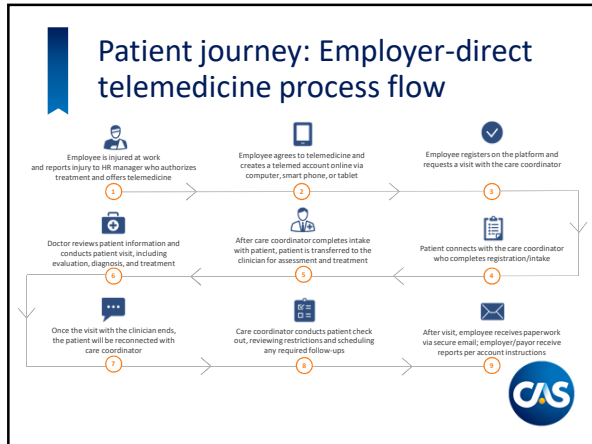 Patient journey: Employer-direct
telemedicine process flow
Employee is injured at work
and reports injury to HR manager who authorizes
treatment and offers telemedicine
1
Employee agrees to telemedicine and
creates a telemed account online via
computer, smart phone, or tablet
2
Employee registers on the platform and
requests a visit with the care coordinator
3
Patient connects with the care coordinator
who completes registration/intake
4
After care coordinator completes intake
with patient, patient is transferred to the
clinician for assessment and treatment
5
Doctor reviews patient information and
conducts patient visit, including
evaluation, diagnosis, and treatment
6
Once the visit with the clinician ends,
the patient will be reconnected with
care coordinator
7
Care coordinator conducts patient check
out, reviewing restrictions and scheduling
any required follow-ups
8
After visit, employee receives paperwork
via secure email; employer/payor receive
reports per account instructions
9
CAS